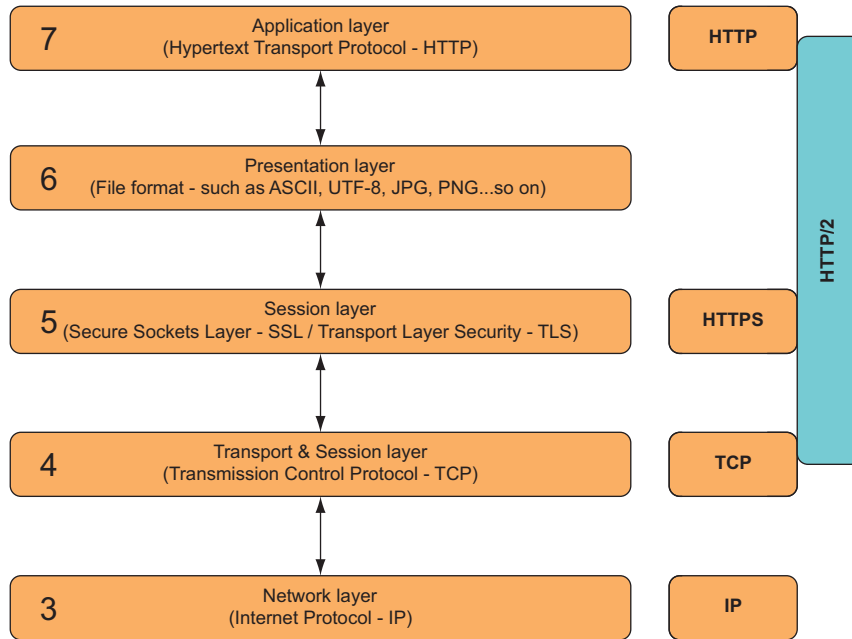 7
Application layer
(Hypertext Transport Protocol - HTTP)
HTTP
6
Presentation layer
(File format - such as ASCII, UTF-8, JPG, PNG...so on)
HTTP/2
5
Session layer
(Secure Sockets Layer - SSL / Transport Layer Security - TLS)
HTTPS
4
Transport & Session layer
(Transmission Control Protocol - TCP)
TCP
3
Network layer
(Internet Protocol - IP)
IP